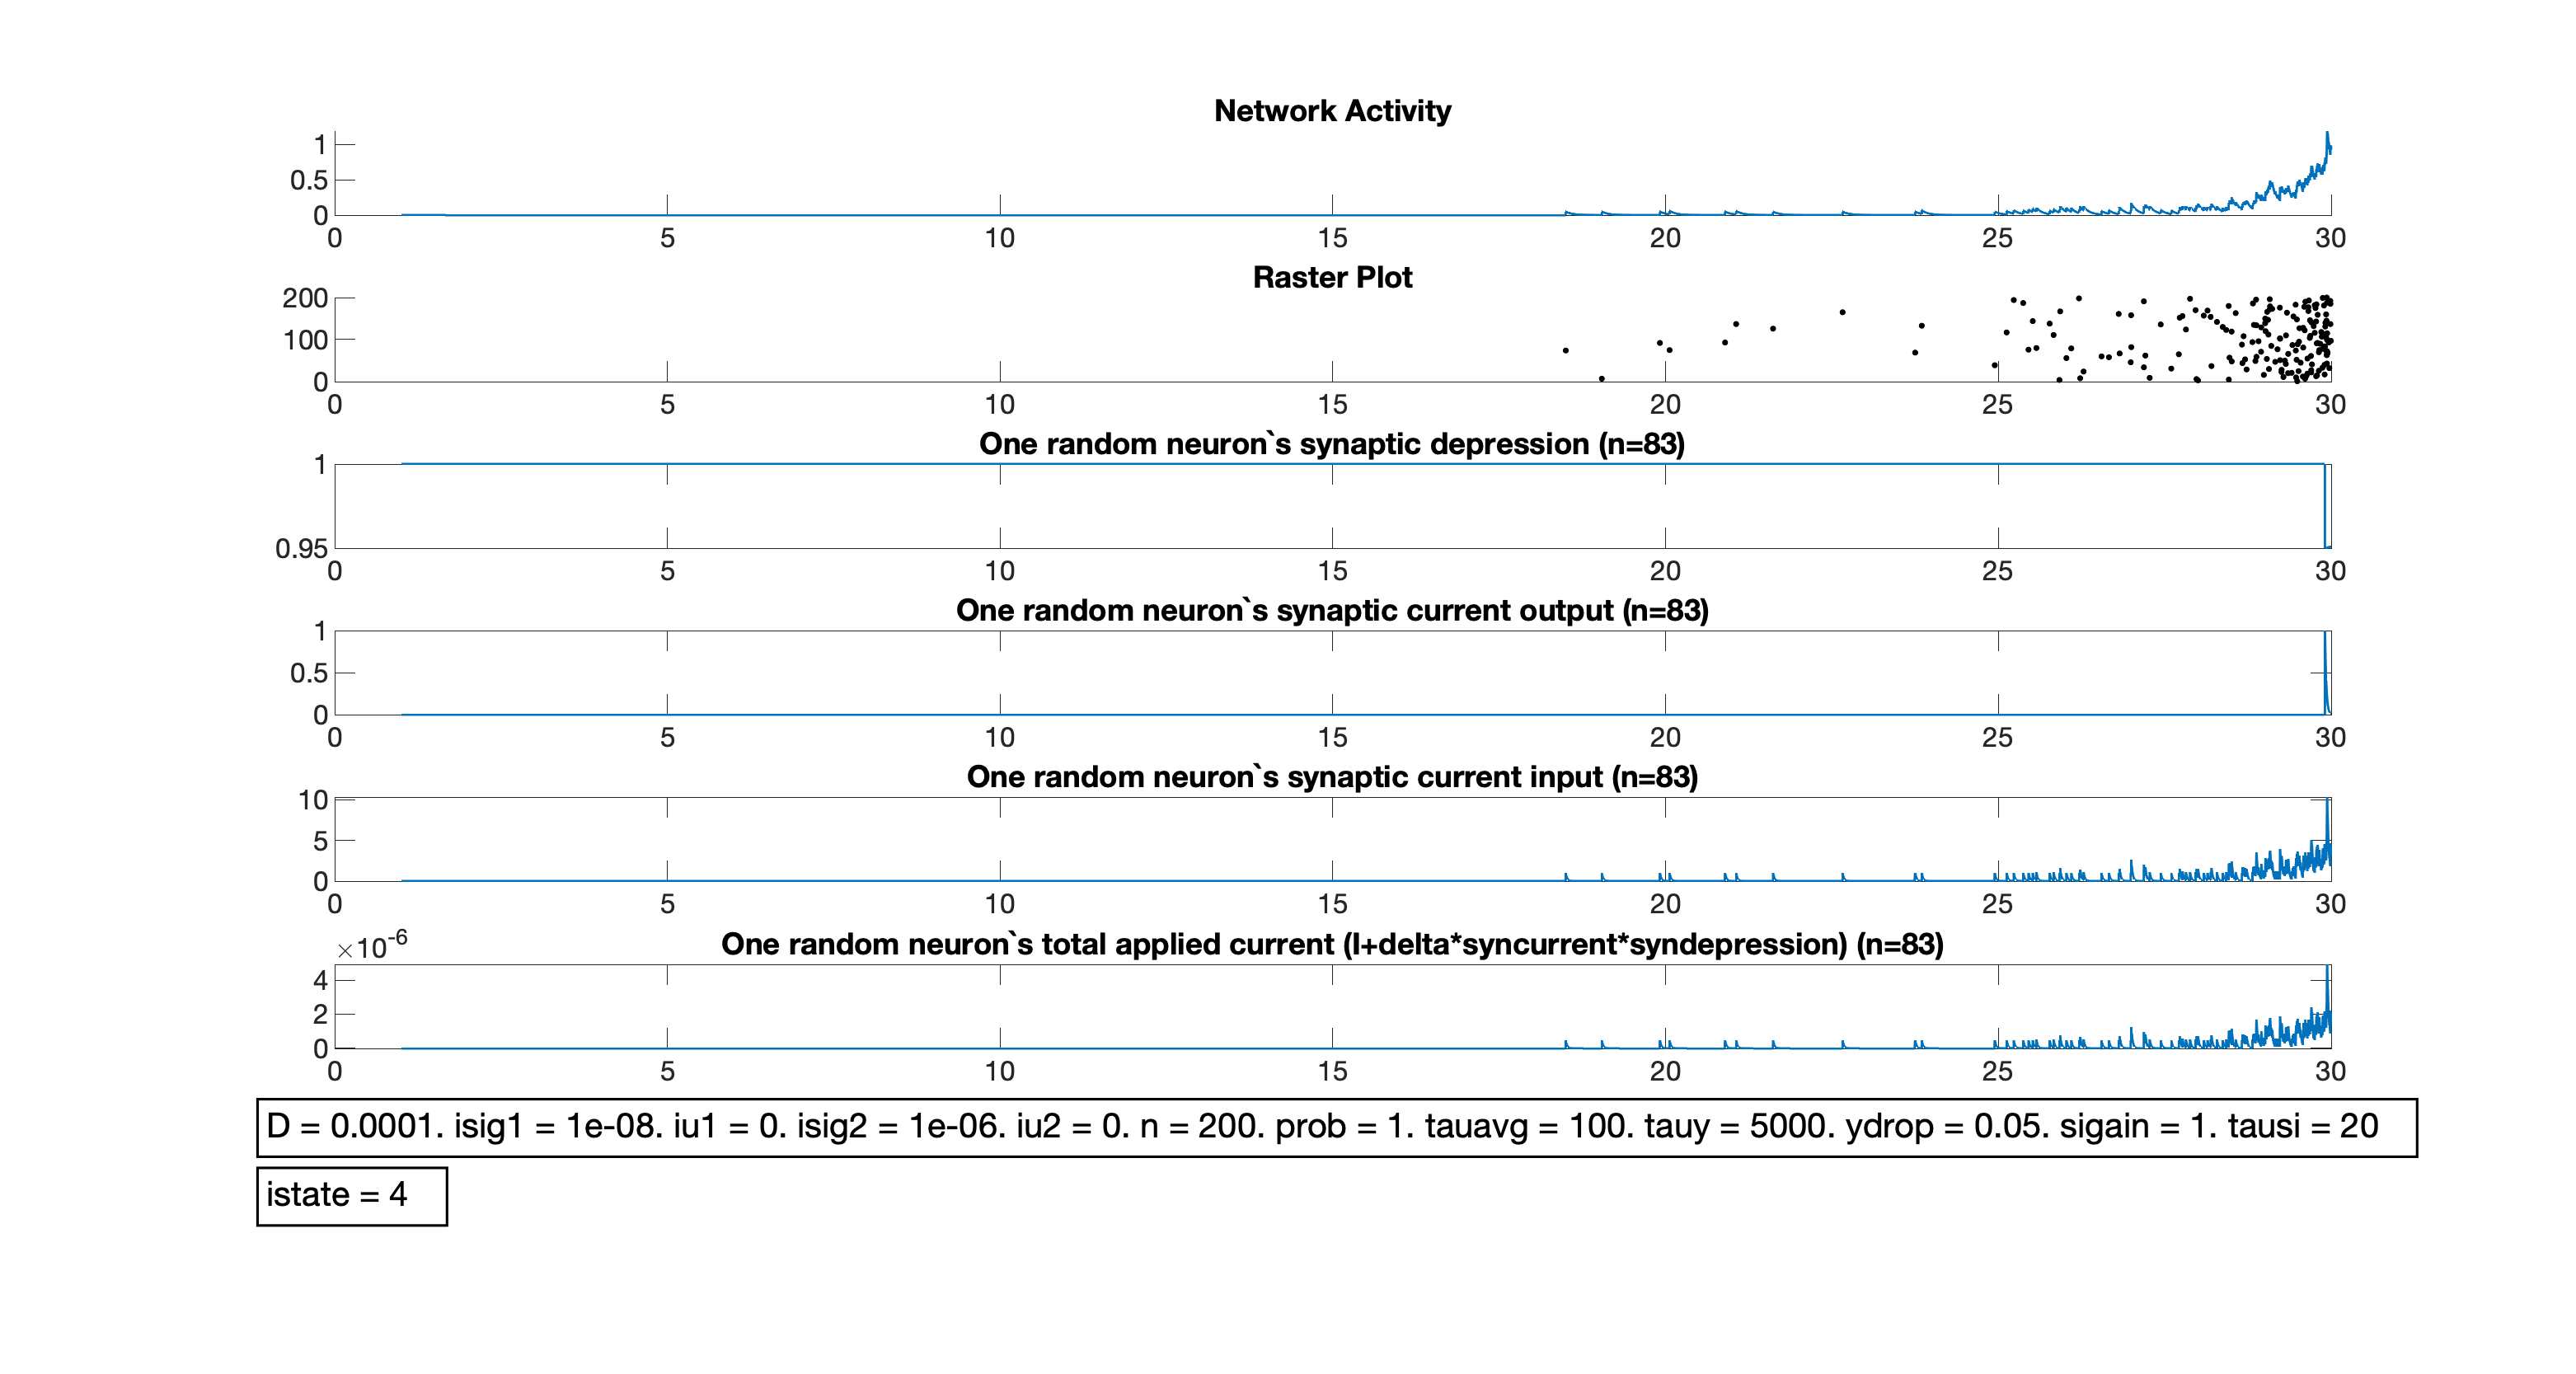 Network Activity
1
0.5
0
0 5 10 15 20 25 30
Raster Plot
200
100
0
0 5 10 15 20 25 30
One random neuron`s synaptic depression (n=83)
1
0.95
0 5 10 15 20 25 30
One random neuron`s synaptic current output (n=83)
1
0.5
0
0 5 10 15 20 25 30
One random neuron`s synaptic current input (n=83)
10
5
0
0 5 10 15 20 25 30
×10-6
One random neuron`s total applied current (I+delta*syncurrent*syndepression) (n=83)
4
2
0
0 5 10 15 20 25 30
D = 0.0001. isig1 = 1e-08. iu1 = 0. isig2 = 1e-06. iu2 = 0. n = 200. prob = 1. tauavg = 100. tauy = 5000. ydrop = 0.05. sigain = 1. tausi = 20
istate = 4